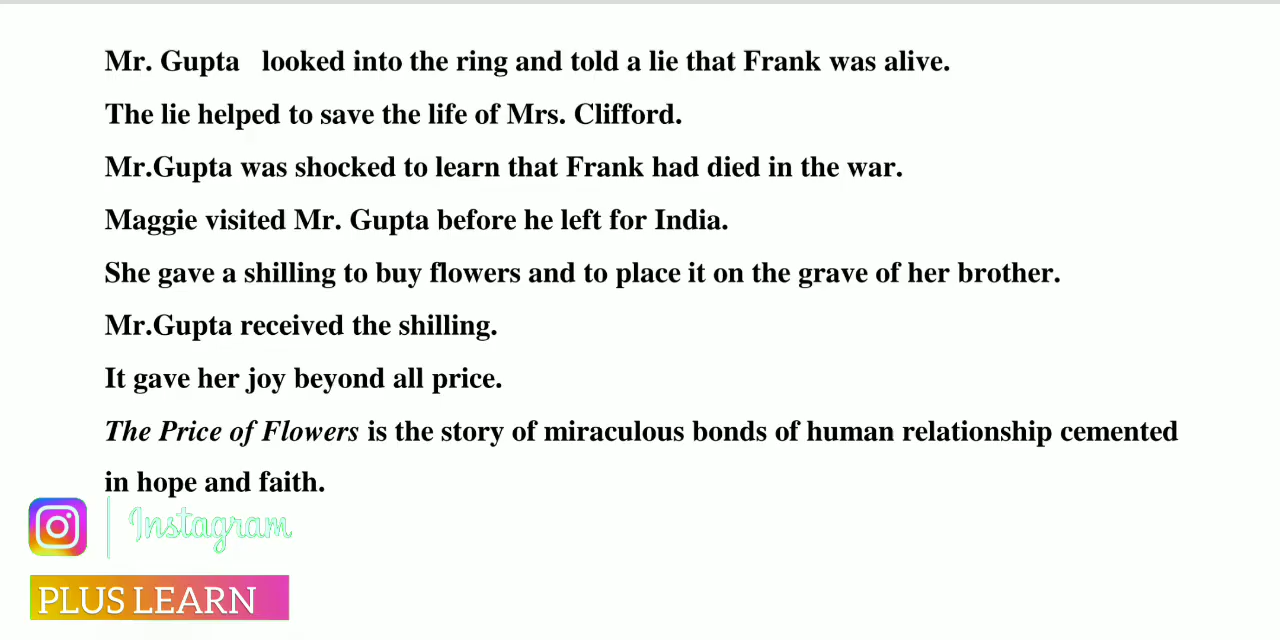 Mr. Gupta looked into the ring and told a lie that Frank was alive.
The lie helped to save the life of Mrs. Clifford.
Mr.Gupta was shocked to learn that Frank had died in the war.
Maggie visited Mr. Gupta before he left for India.
She gave a shilling to buy flowers and to place it on the grave of her brother.
Mr.Gupta received the shilling.
It gave her joy beyond all price.
The Price of Flowers is the story of miraculous bonds of human relationship cemented
in hope and faith.
Instagram
PLUS LEARN